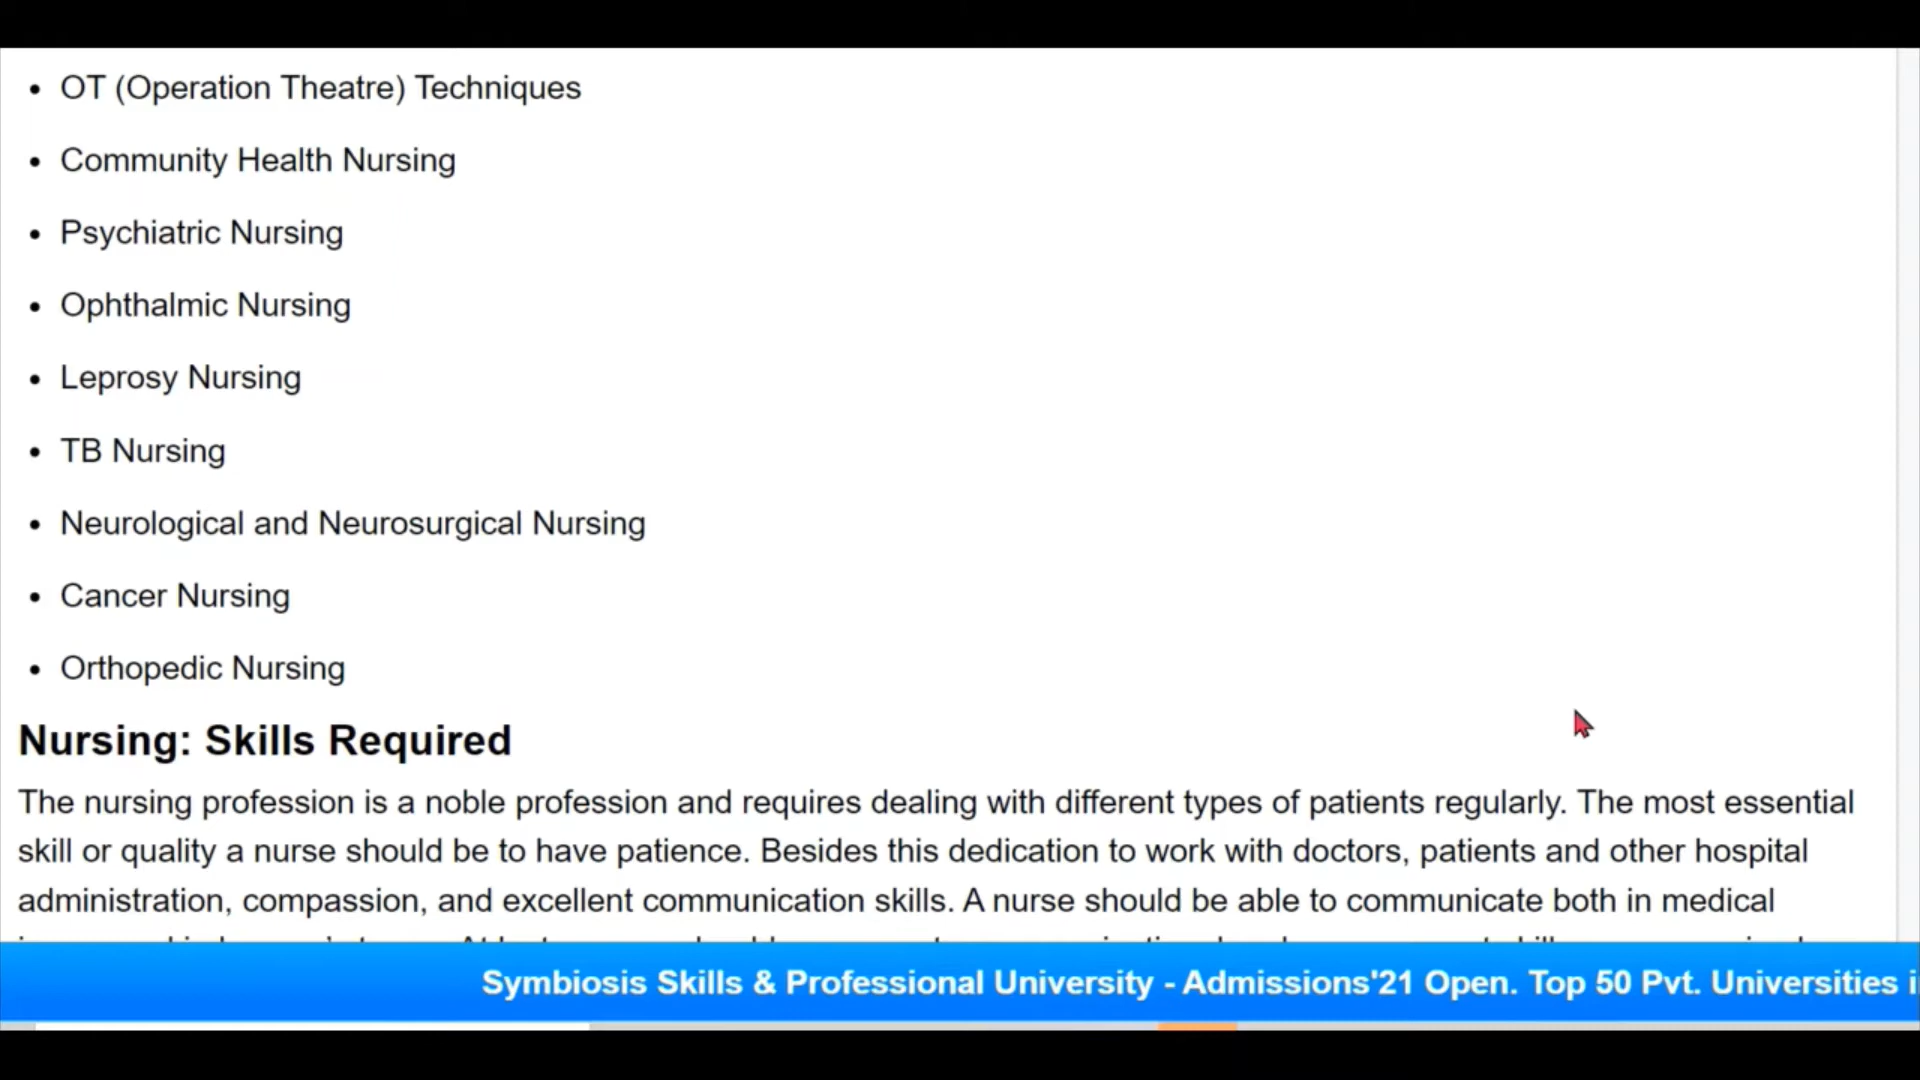 OT (Operation Theatre) Techniques
Community Health Nursing
Psychiatric Nursing
Ophthalmic Nursing
Leprosy Nursing
TB Nursing
Neurological and Neurosurgical Nursing
Cancer Nursing
Orthopedic Nursing
Nursing: Skills Required
The nursing profession is a noble profession and requires dealing with different types of patients regularly. The most essential
skill or quality a nurse should be to have patience. Besides this dedication to work with doctors, patients and other hospital
administration, compassion, and excellent communication skills. A nurse should be able to communicate both in medical
Symbiosis Skills & Professional University - Admissions'21 Open. Top 50 Pvt. Universities